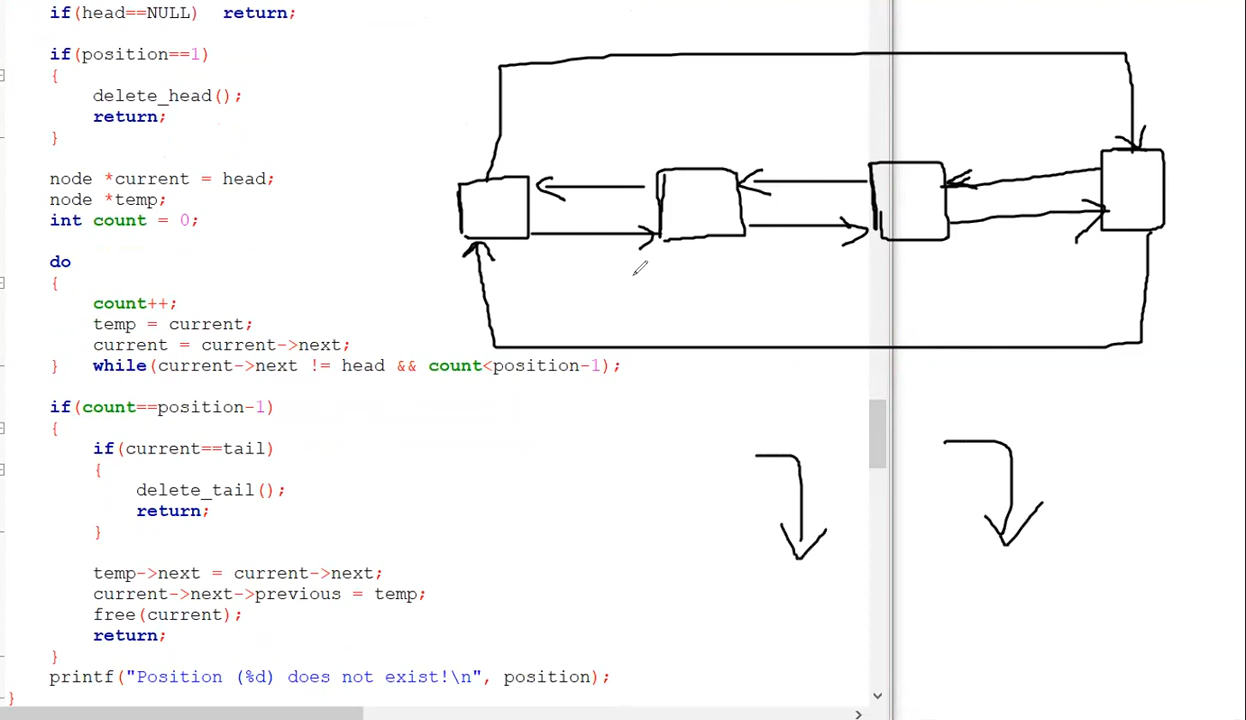 if(head==NULL)  return;
if(position==1)
{
delete_head();
return;
}
node *current = head;
node *temp;
int count = 0;
do
{
count++;
temp = current;
current = current->next;
}  while(current->next != head && count<position-1);
if(count==position-1)
{
if(current==tail)
{
delete_tail();
return;
}
temp->next = current->next;
current->next->previous = temp;
free(current);
return;
}
printf("Position (%d) does not exist!\n", position);
}